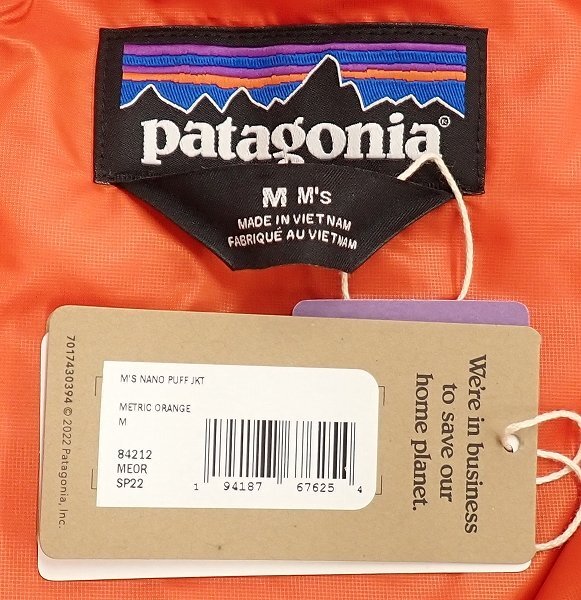 patagonia®
M M's
MADE IN VIETNAM
FABRIQUÉ AU VIETNAM
7017430394 © 2022 Patagonia, Inc.
M'S NANO PUFF JKT
METRIC ORANGE
M
84212
MEOR
SP22
1 94187 67625 4
We're in business
to save our
home planet.